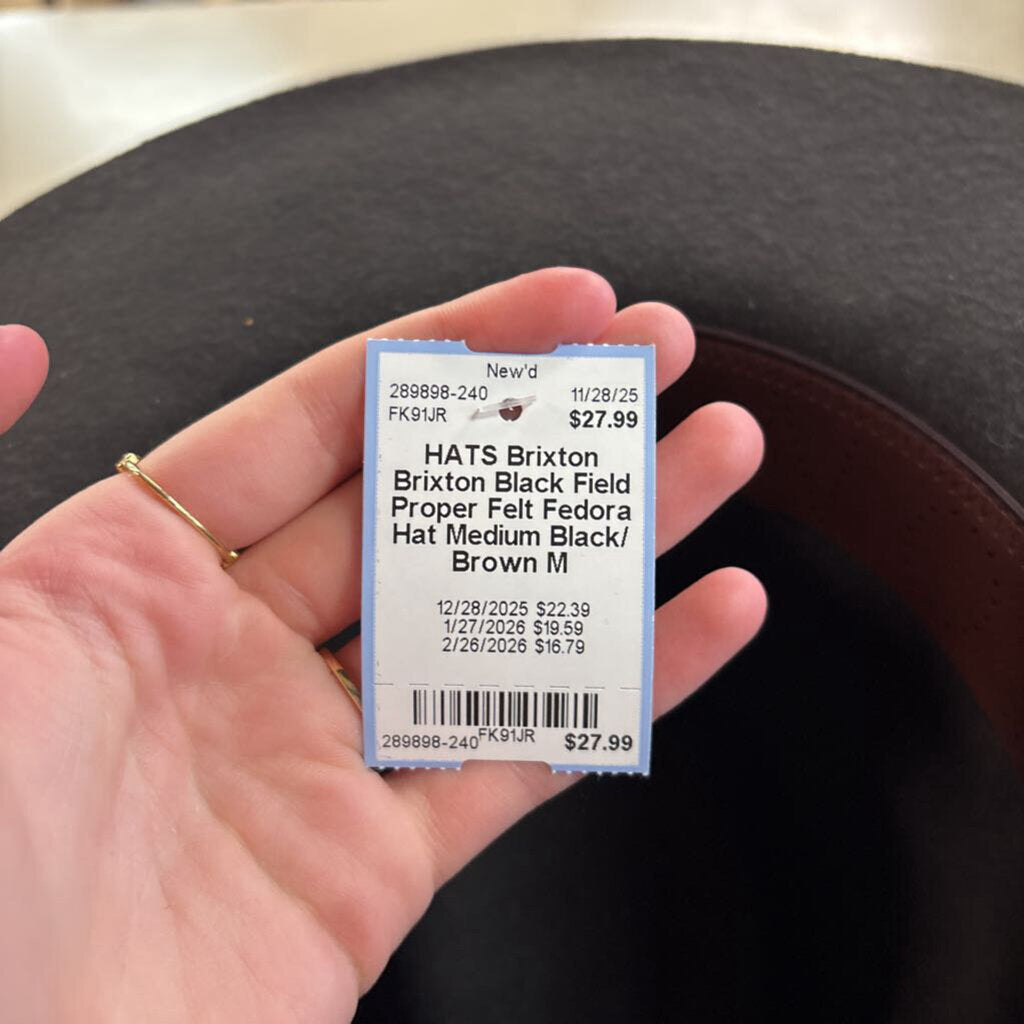 New'd
289898-240 11/28/25
FK91JR $27.99
HATS Brixton
Brixton Black Field
Proper Felt Fedora
Hat Medium Black/
Brown M
12/28/2025 $22.39
1/27/2026 $19.59
2/26/2026 $16.79
289898-240 FK91JR $27.99